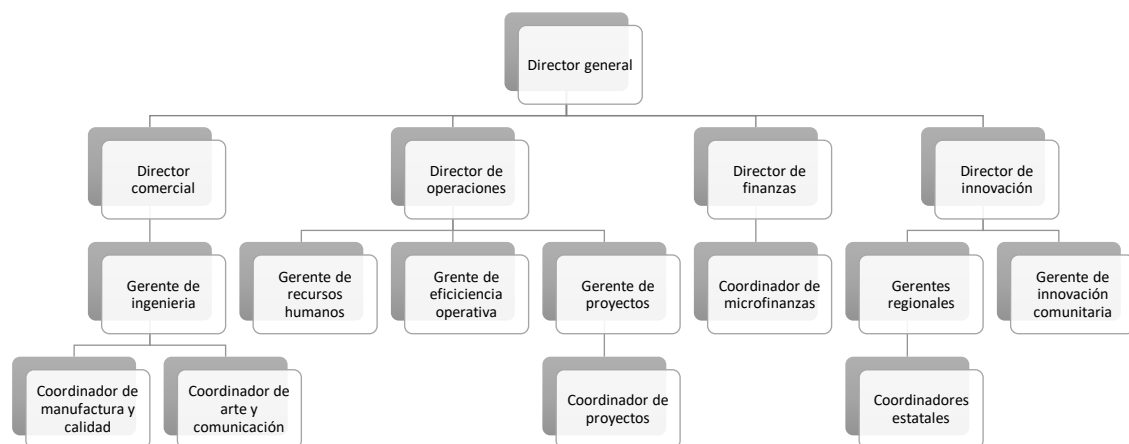 Director general
Director
comercial
Director de
operaciones
Director de
finanzas
Director de
innovación
Gerente de
ingenieria
Gerente de
recursos
humanos
Grente de
eficiciencia
operativa
Gerente de
proyectos
Coordinador de
microfinanzas
Gerentes
regionales
Gerente de
innovación
comunitaria
Coordinador de
manufactura y
calidad
Coordinador de
arte y
comunicación
Coordinador de
proyectos
Coordinadores
estatales